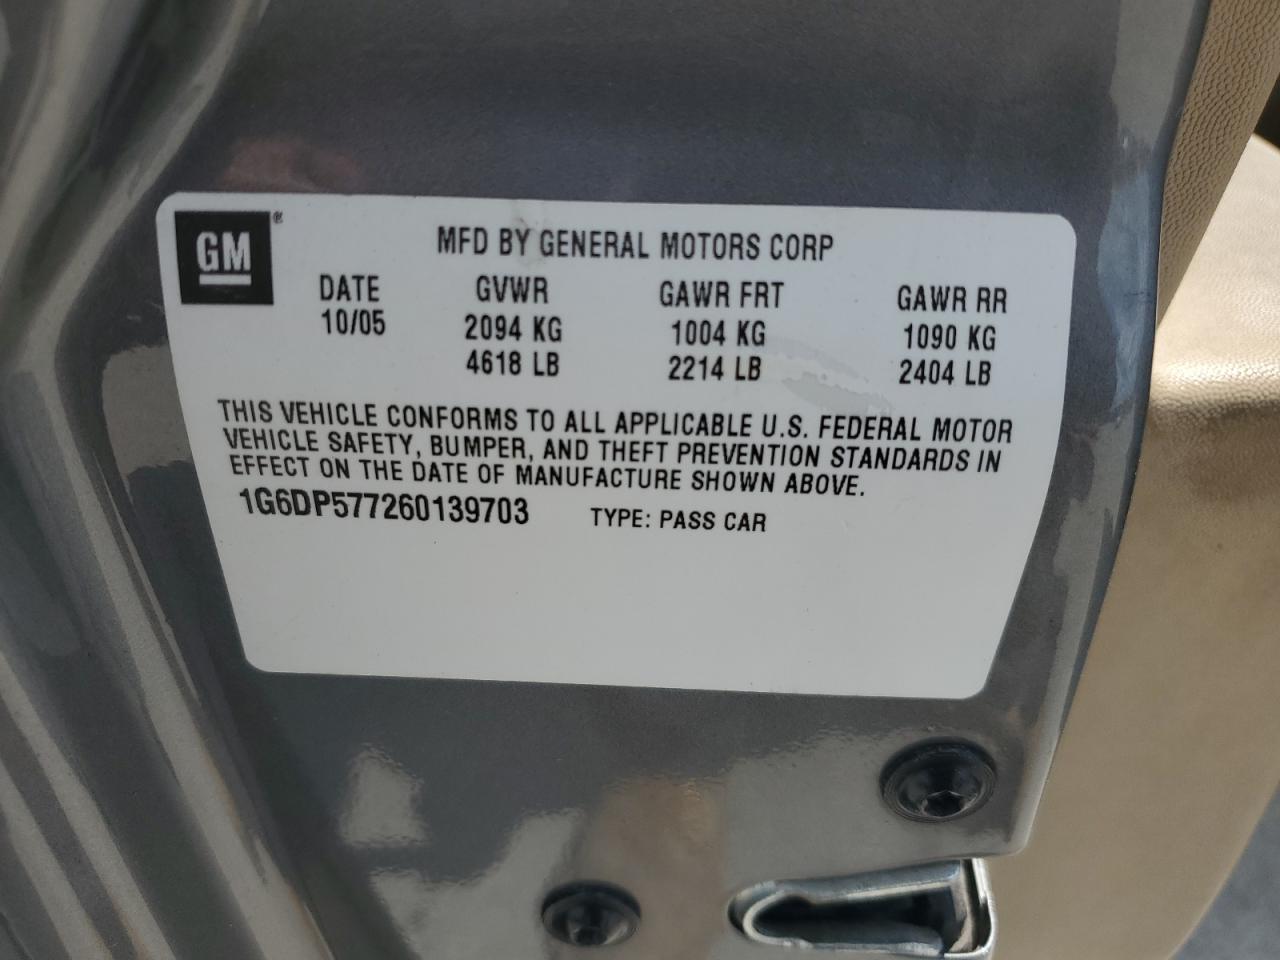 GM®
MFD BY GENERAL MOTORS CORP
DATE GVWR GAWR FRT GAWR RR
10/05 2094 KG 1004 KG 1090 KG
4618 LB 2214 LB 2404 LB
THIS VEHICLE CONFORMS TO ALL APPLICABLE U.S. FEDERAL MOTOR
VEHICLE SAFETY, BUMPER, AND THEFT PREVENTION STANDARDS IN
EFFECT ON THE DATE OF MANUFACTURE SHOWN ABOVE.
1G6DP577260139703 TYPE: PASS CAR